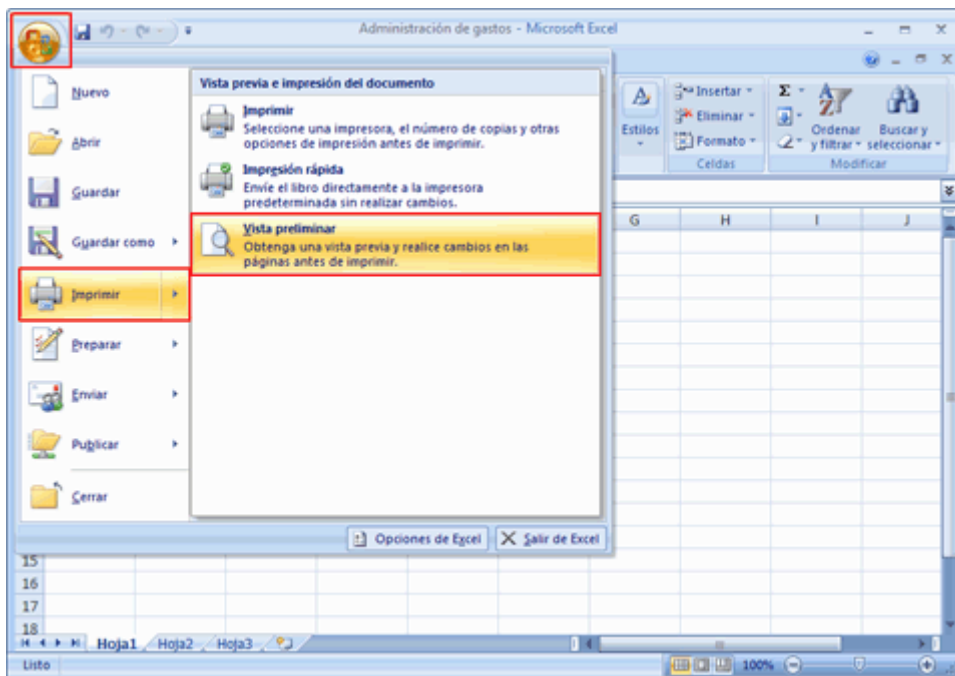 Administración de gastos - Microsoft Excel
Nuevo
Abrir
Guardar
Guardar como
Imprimir
Preparar
Enviar
Publicar
Cerrar
Vista previa e impresión del documento
Imprimir
Seleccione una impresora, el número de copias y otras
opciones de impresión antes de imprimir.
Impresión rápida
Envíe el libro directamente a la impresora
predeterminada sin realizar cambios.
Vista preliminar
Obtenga una vista previa y realice cambios en las
páginas antes de imprimir.
Opciones de Excel
Salir de Excel
Estilos
Insertar
Eliminar
Formato
Celdas
Σ
Ordenar
y filtrar
Buscar y
seleccionar
Modificar
G H I J
15
16
17
18
Hoja1 Hoja2 Hoja3
Listo
100%